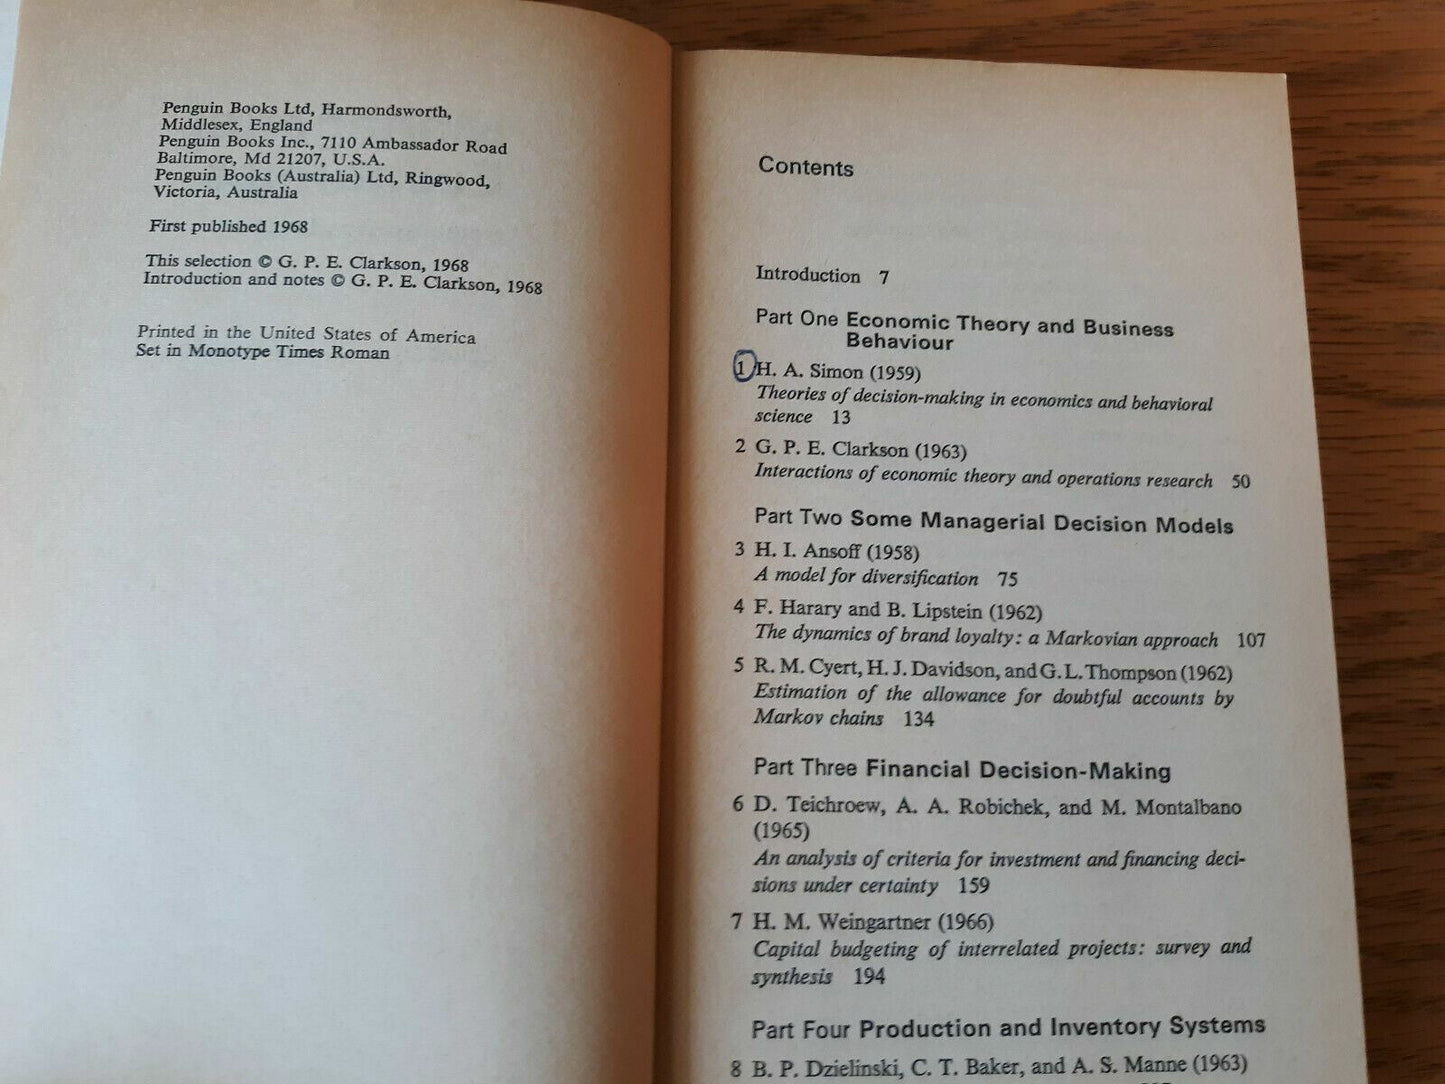 Penguin Books Ltd, Harmondsworth,
Middlesex, England
Penguin Books Inc., 7110 Ambassador Road
Baltimore, Md 21207, U.S.A.
Penguin Books (Australia) Ltd, Ringwood,
Victoria, Australia
First published 1968
This selection © G. P. E. Clarkson, 1968
Introduction and notes © G. P. E. Clarkson, 1968
Printed in the United States of America
Set in Monotype Times Roman
Contents
Introduction 7
Part One Economic Theory and Business
Behaviour
1 H. A. Simon (1959)
Theories of decision-making in economics and behavioral
science 13
2 G. P. E. Clarkson (1963)
Interactions of economic theory and operations research 50
Part Two Some Managerial Decision Models
3 H. I. Ansoff (1958)
A model for diversification 75
4 F. Harary and B. Lipstein (1962)
The dynamics of brand loyalty: a Markovian approach 107
5 R. M. Cyert, H. J. Davidson, and G. L. Thompson (1962)
Estimation of the allowance for doubtful accounts by
Markov chains 134
Part Three Financial Decision-Making
6 D. Teichroew, A. A. Robichek, and M. Montalbano
(1965)
An analysis of criteria for investment and financing deci-
sions under certainty 159
7 H. M. Weingartner (1966)
Capital budgeting of interrelated projects: survey and
synthesis 194
Part Four Production and Inventory Systems
8 B. P. Dzielinski, C. T. Baker, and A. S. Manne (1963)